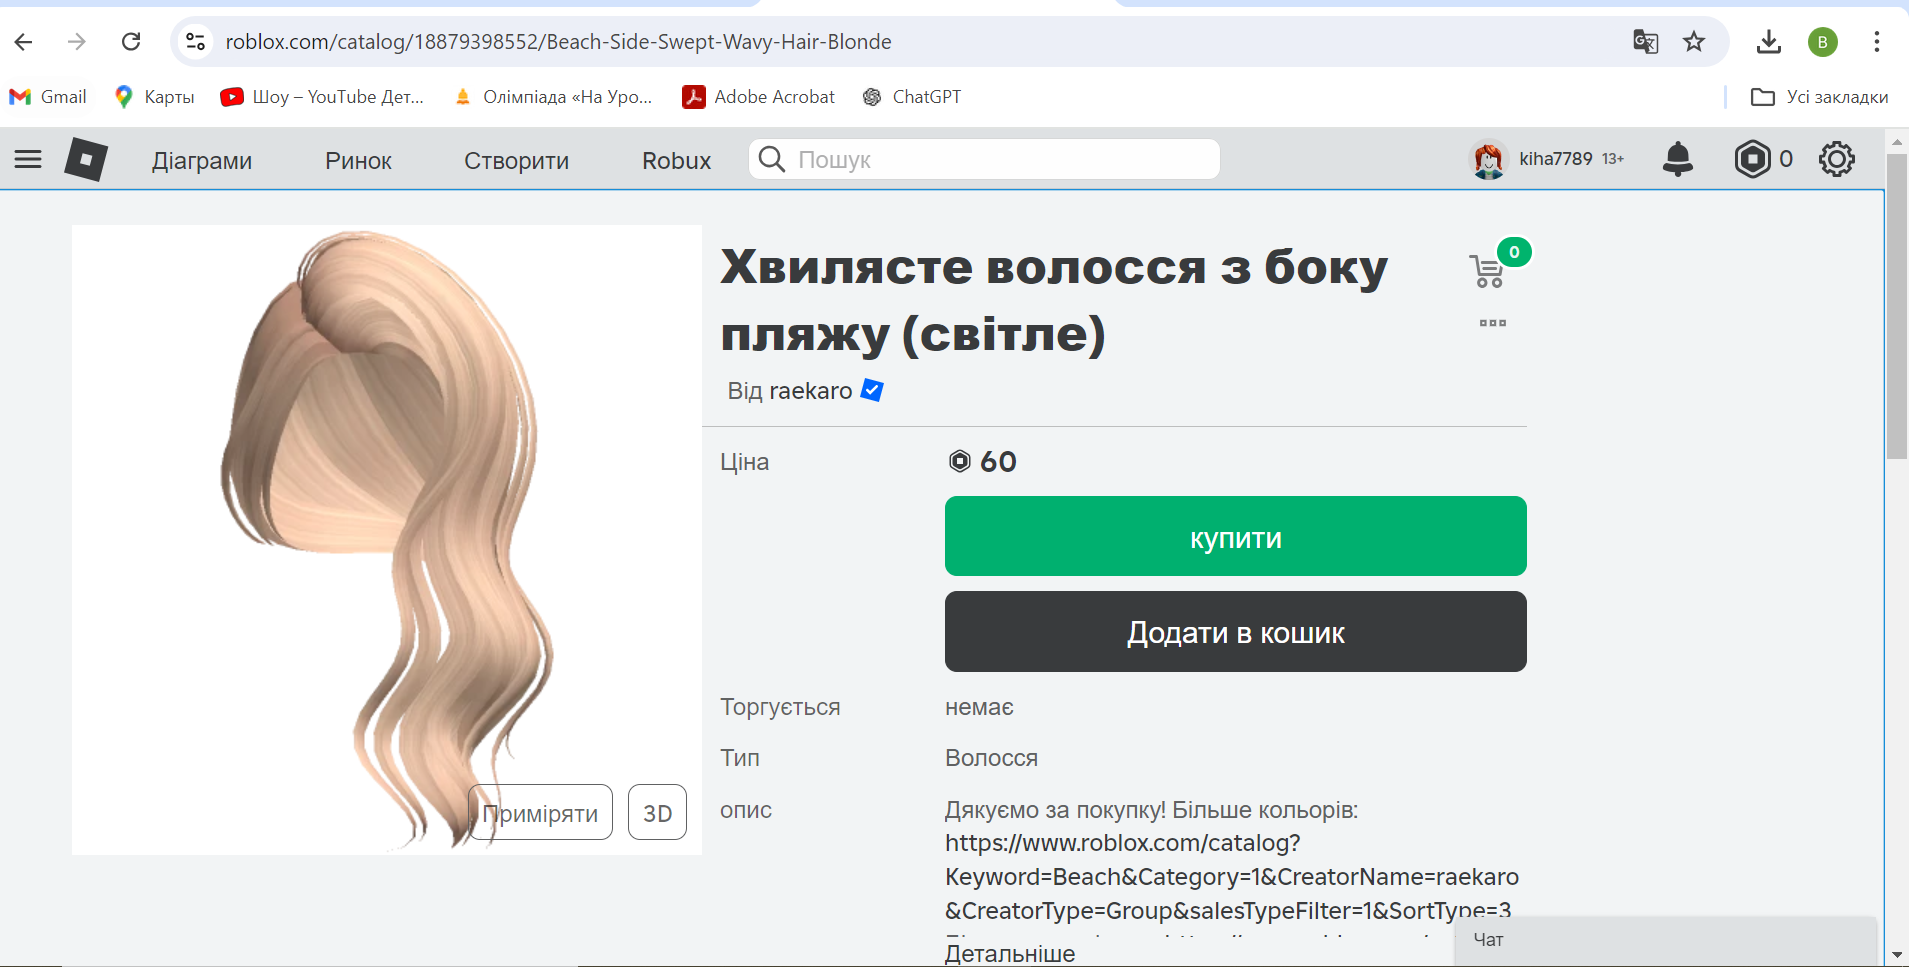 roblox.com/catalog/18879398552/Beach-Side-Swept-Wavy-Hair-Blonde
B
Gmail
Карты
Шоу – YouTube Дет...
Олімпіада «На Уро...
Adobe Acrobat
ChatGPT
Усі закладки
Діаграми
Ринок
Створити
Robux
Пошук
kiha7789 13+
0
Хвилясте волосся з боку
пляжу (світле)
0
Від raekaro
Ціна
60
купити
Додати в кошик
Торгується
немає
Тип
Волосся
Приміряти
3D
опис
Дякуємо за покупку! Більше кольорів:
https://www.roblox.com/catalog?
Keyword=Beach&Category=1&CreatorName=raekaro
&CreatorType=Group&salesTypeFilter=1&SortType=3
Детальніше
Чат